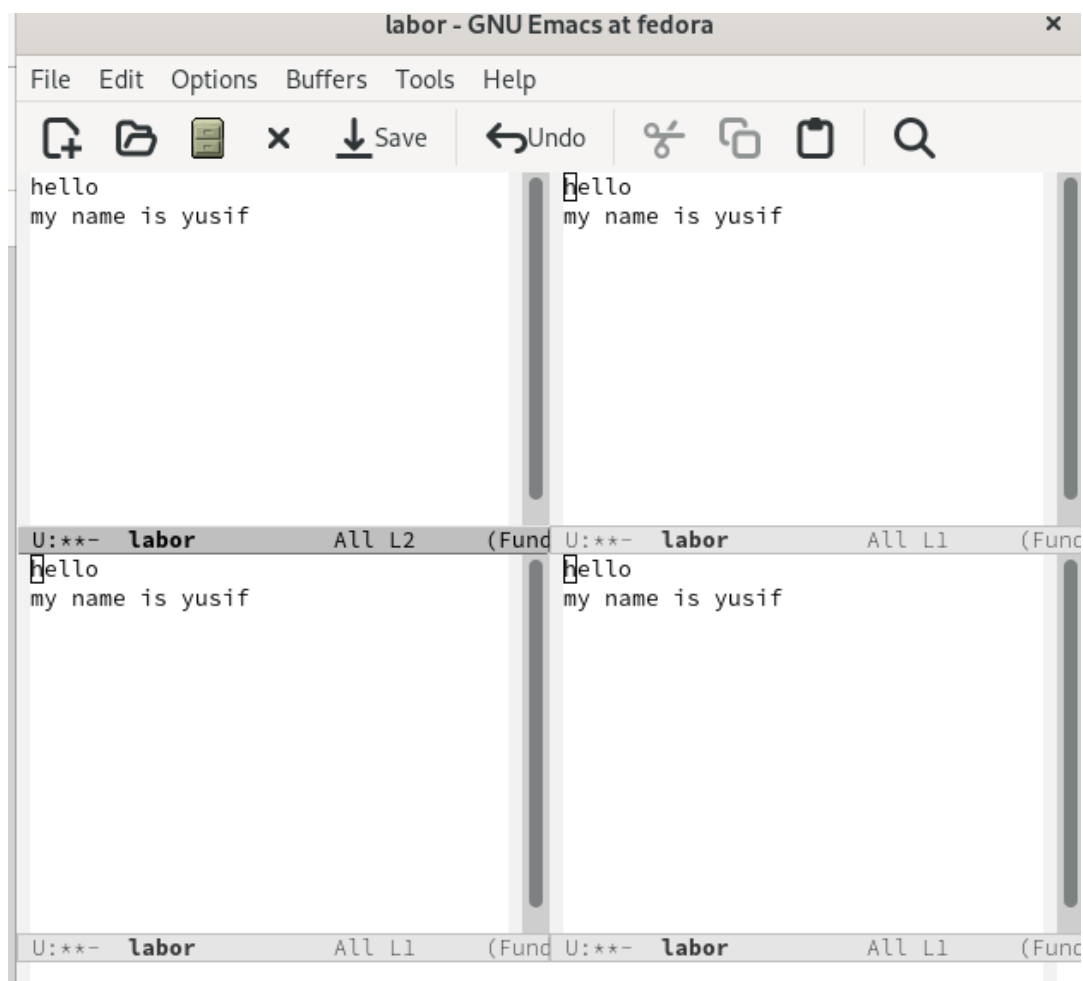 labor - GNU Emacs at fedora
File Edit Options Buffers Tools Help
Save Undo
hello
my name is yusif
U:**- labor All L2 (Fund
hello
my name is yusif
U:**- labor All L1 (Fund
hello
my name is yusif
U:**- labor All L1 (Fund
hello
my name is yusif
U:**- labor All L1 (Fund